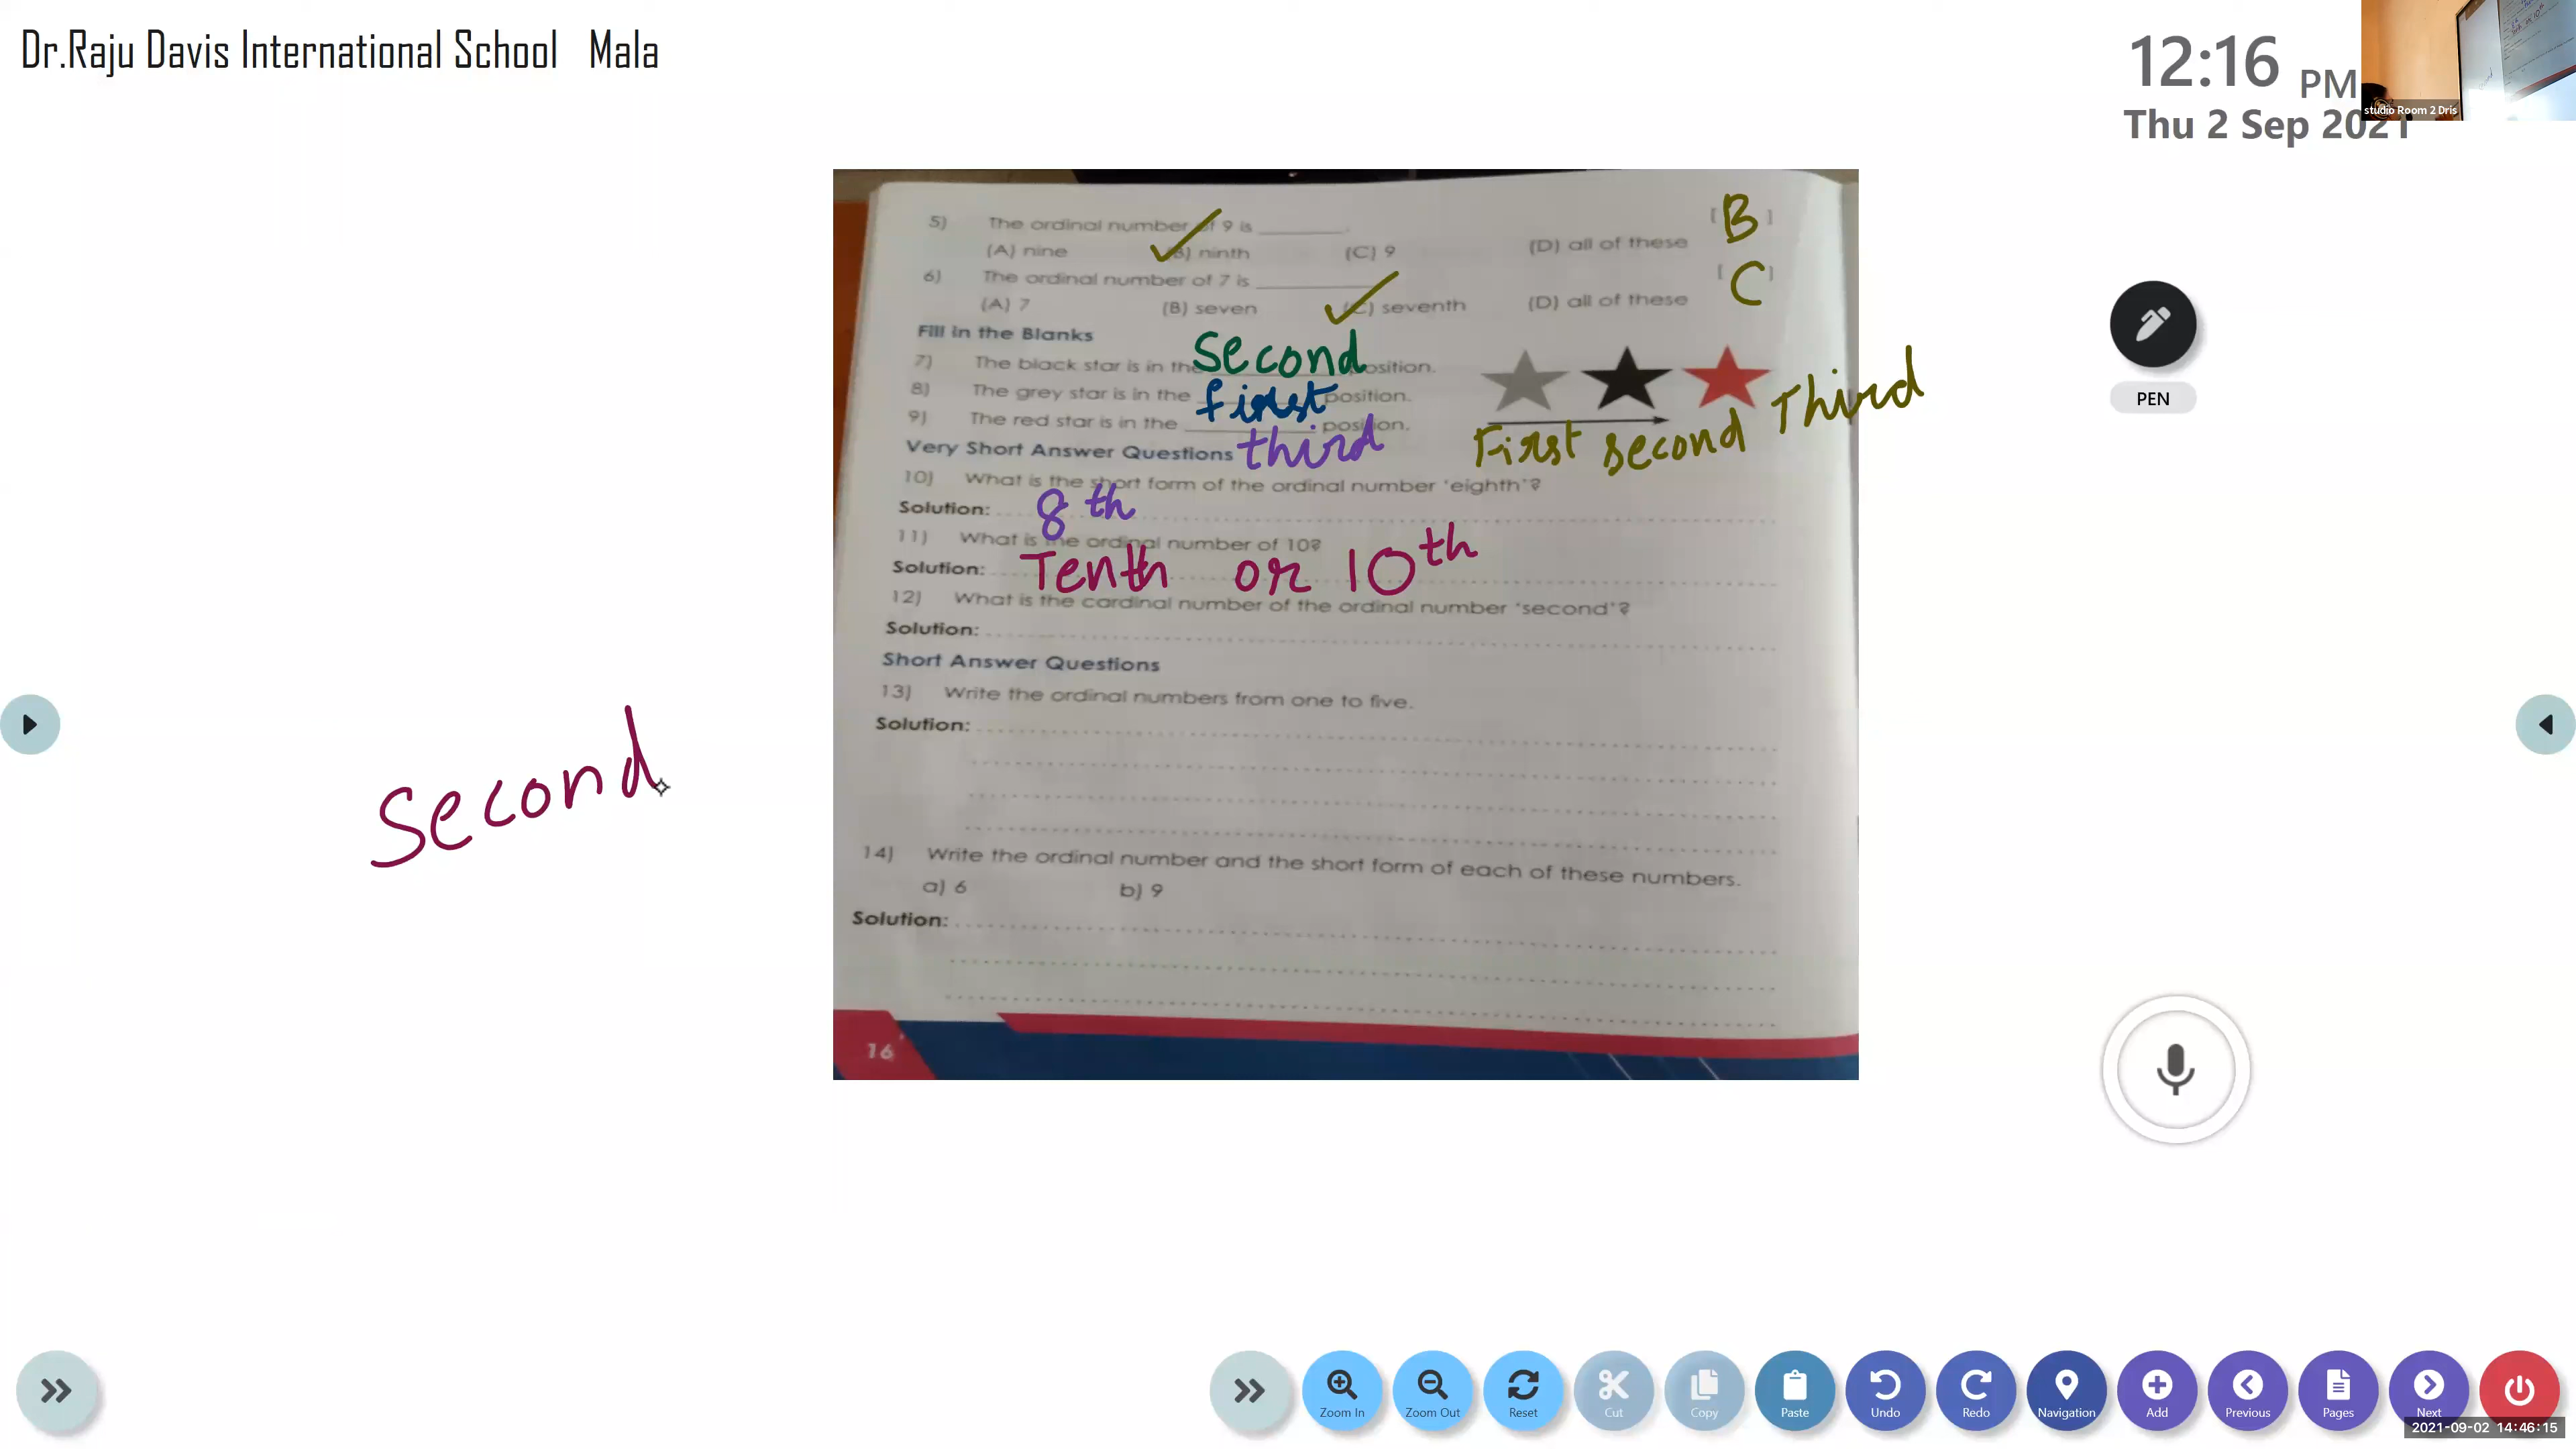 Dr.Raju Davis International School Mala
12:16 PM
Thu 2 Sep 2021
studio Room 2 Dris
PEN
5) The ordinal number of 9 is ________. [B]
(A) nine (B) ninth (C) 9 (D) all of these
6) The ordinal number of 7 is ________ [C]
(A) 7 (B) seven (C) seventh (D) all of these
Fill in the Blanks
7) The black star is in the Second position.
8) The grey star is in the first position.
9) The red star is in the ________ position.
third
First second Third
Very Short Answer Questions
10) What is the short form of the ordinal number 'eighth'?
Solution: 8th
11) What is the ordinal number of 10?
Solution: Tenth or 10th
12) What is the cardinal number of the ordinal number 'second'?
Solution:
Short Answer Questions
13) Write the ordinal numbers from one to five.
Solution:
14) Write the ordinal number and the short form of each of these numbers.
a) 6 b) 9
Solution:
16
Second
Zoom In Zoom Out Reset Cut Copy Paste Undo Redo Navigation Add Previous Pages Next
2021-09-02 14:46:15